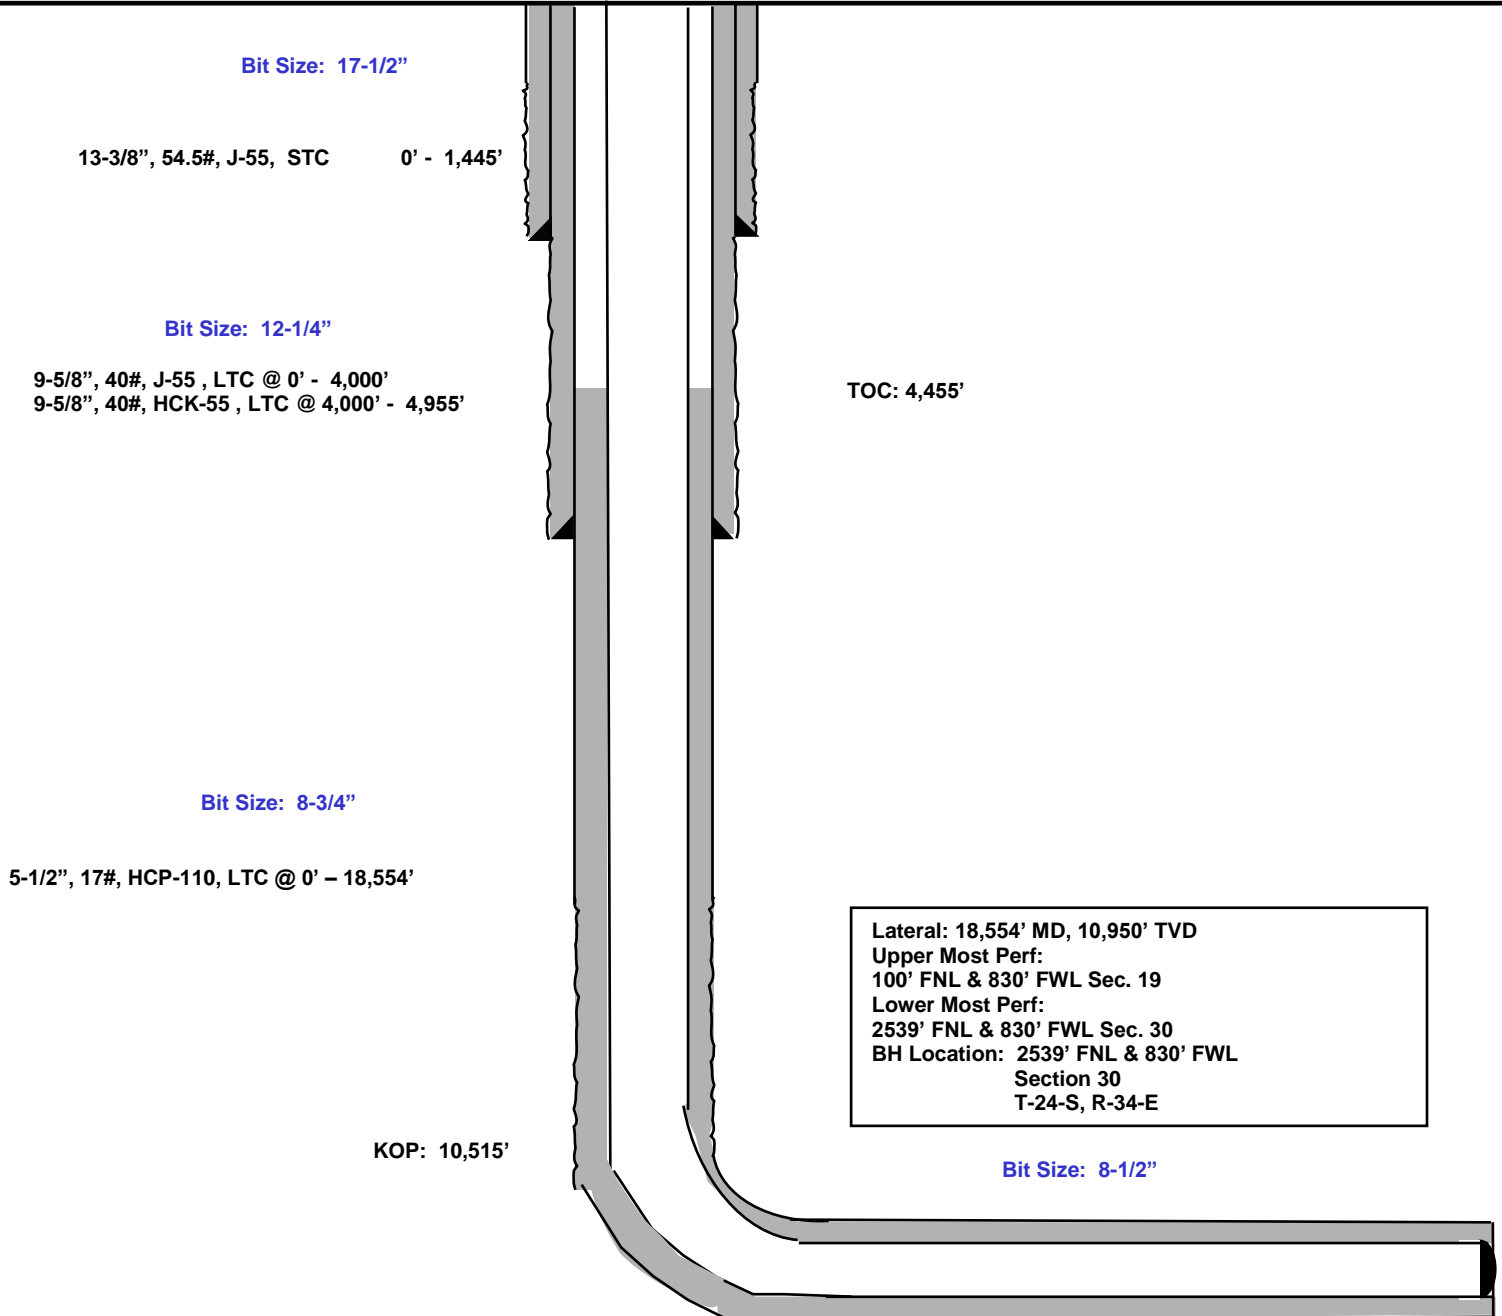 Bit Size: 17-1/2”
13-3/8”, 54.5#, J-55, STC 0’ - 1,445’
Bit Size: 12-1/4”
9-5/8”, 40#, J-55 , LTC @ 0’ - 4,000’
9-5/8”, 40#, HCK-55 , LTC @ 4,000’ - 4,955’
TOC: 4,455’
Bit Size: 8-3/4”
5-1/2”, 17#, HCP-110, LTC @ 0’ – 18,554’
Lateral: 18,554’ MD, 10,950’ TVD
Upper Most Perf:
100’ FNL & 830’ FWL Sec. 19
Lower Most Perf:
2539’ FNL & 830’ FWL Sec. 30
BH Location: 2539’ FNL & 830’ FWL
Section 30
T-24-S, R-34-E
KOP: 10,515’
Bit Size: 8-1/2”